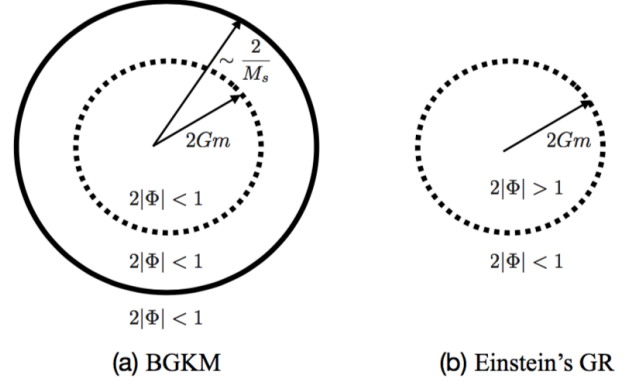 ∼ 2/M_s
2Gm
2|Φ| < 1
2|Φ| < 1
2|Φ| < 1
(a) BGKM
2Gm
2|Φ| > 1
2|Φ| < 1
(b) Einstein's GR